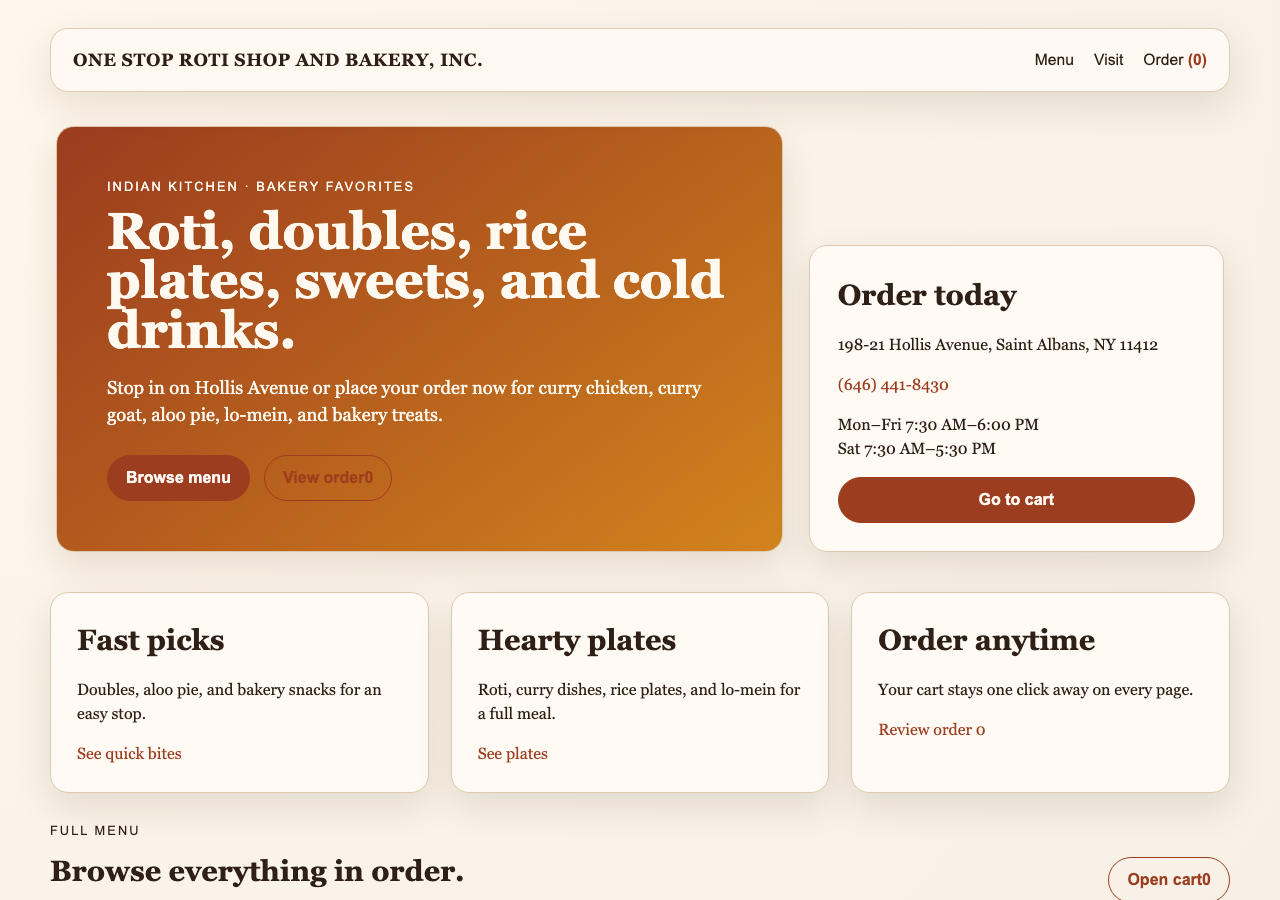 ONE STOP ROTI SHOP AND BAKERY, INC.
Menu
Visit
Order (0)
INDIAN KITCHEN · BAKERY FAVORITES
Roti, doubles, rice
plates, sweets, and cold
drinks.
Stop in on Hollis Avenue or place your order now for curry chicken, curry
goat, aloo pie, lo-mein, and bakery treats.
Browse menu
View order0
Order today
198-21 Hollis Avenue, Saint Albans, NY 11412
(646) 441-8430
Mon–Fri 7:30 AM–6:00 PM
Sat 7:30 AM–5:30 PM
Go to cart
Fast picks
Doubles, aloo pie, and bakery snacks for an
easy stop.
See quick bites
Hearty plates
Roti, curry dishes, rice plates, and lo-mein for
a full meal.
See plates
Order anytime
Your cart stays one click away on every page.
Review order 0
FULL MENU
Browse everything in order.
Open cart0